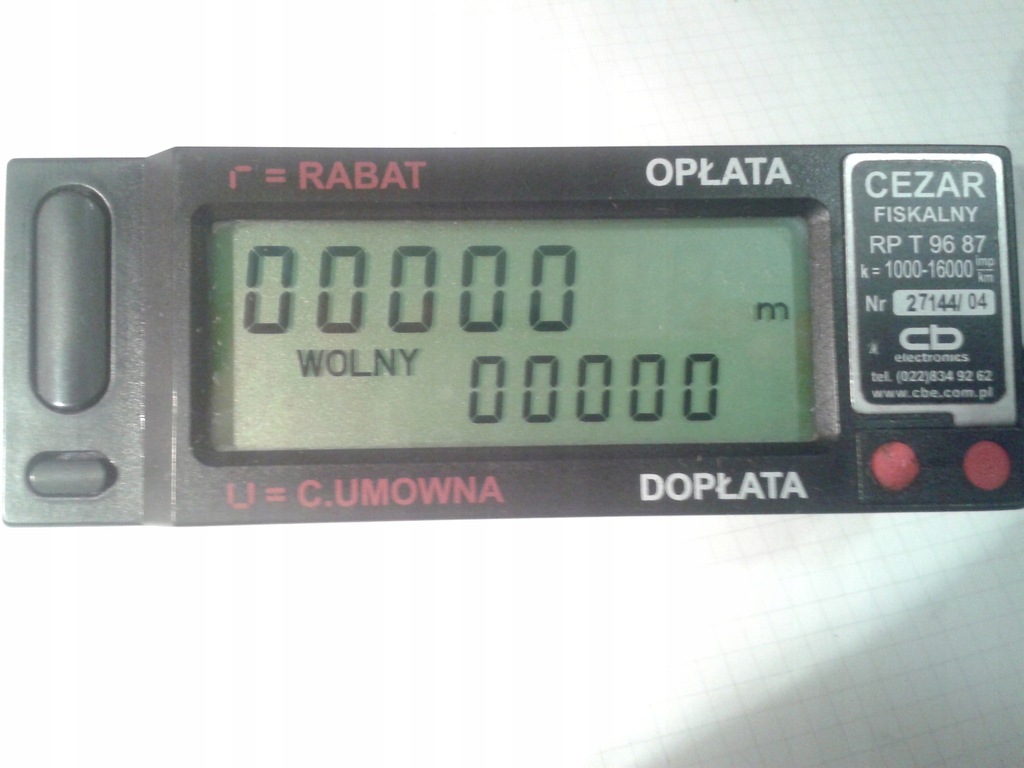 r = RABAT
OPŁATA
00000
m
WOLNY
00000
U = C.UMOWNA
DOPŁATA
CEZAR
FISKALNY
RP T 96 87
k = 1000-16000 imp/km
Nr 27144/ 04
cb
electronics
tel. (022)834 92 62
www.cbe.com.pl